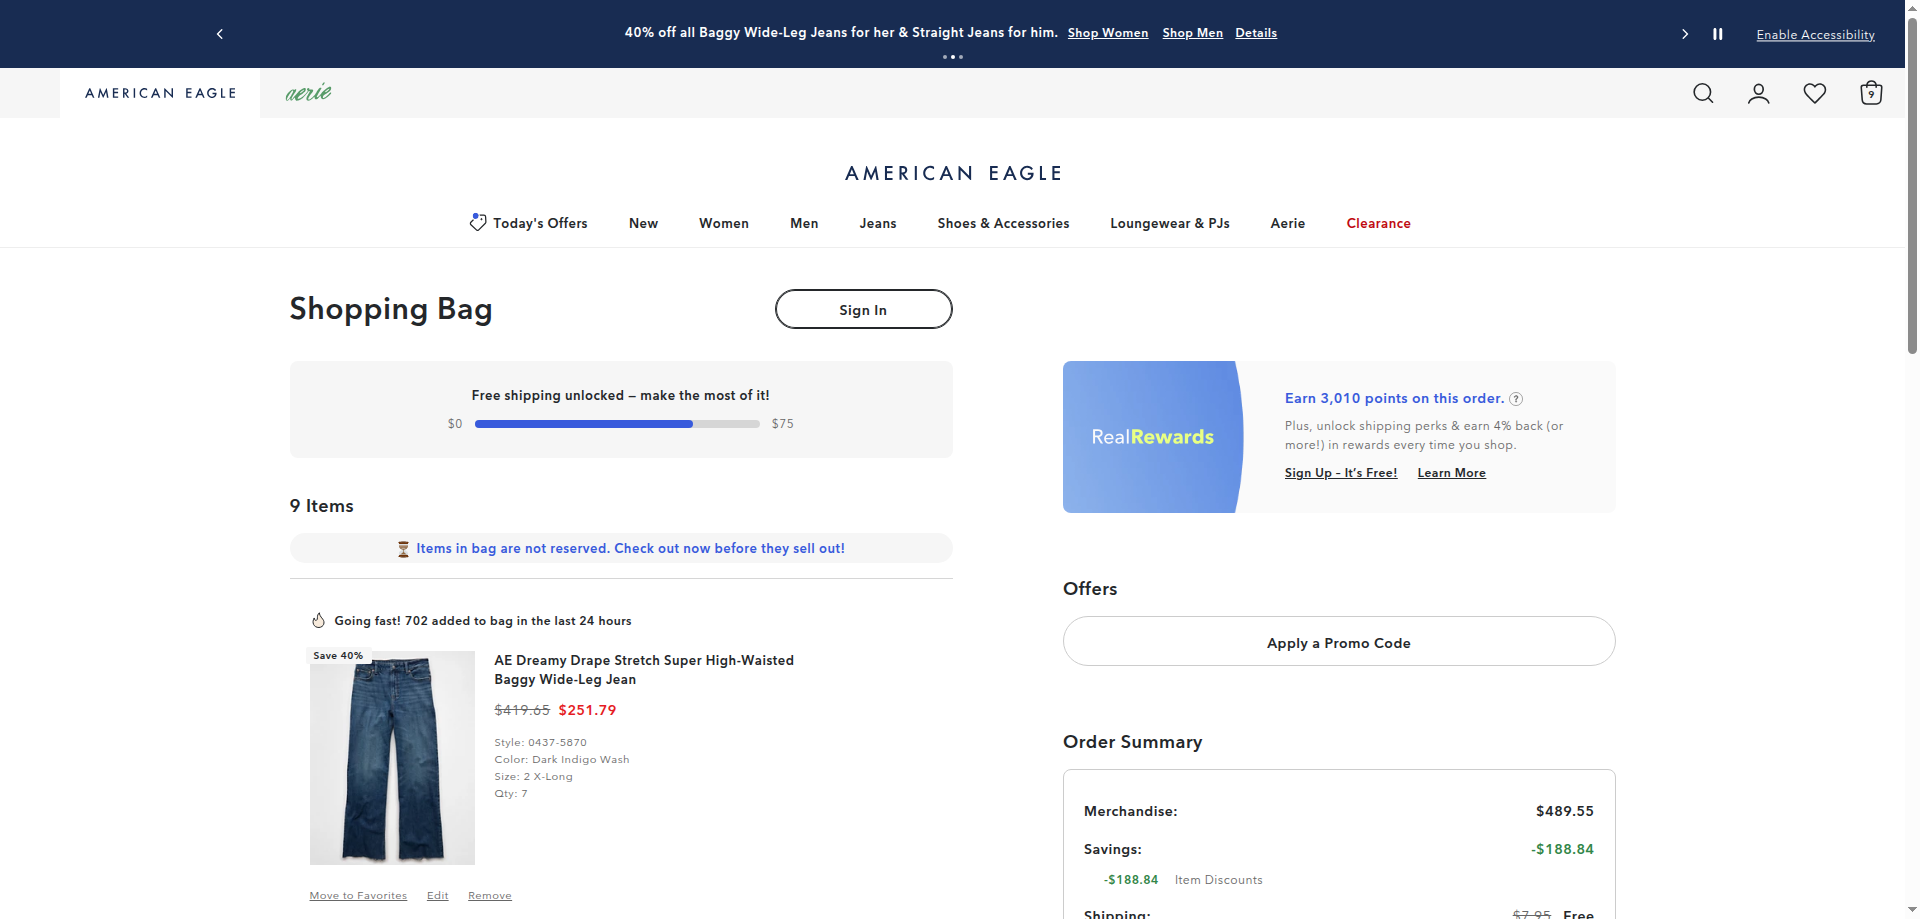 40% off all Baggy Wide-Leg Jeans for her & Straight Jeans for him. Shop Women Shop Men Details
Enable Accessibility
AMERICAN EAGLE
aerie
9
AMERICAN EAGLE
Today's Offers New Women Men Jeans Shoes & Accessories Loungewear & PJs Aerie Clearance
Shopping Bag
Sign In
Free shipping unlocked – make the most of it!
$0 $75
9 Items
Items in bag are not reserved. Check out now before they sell out!
Going fast! 702 added to bag in the last 24 hours
Save 40%
AE Dreamy Drape Stretch Super High-Waisted
Baggy Wide-Leg Jean
$419.65 $251.79
Style: 0437-5870
Color: Dark Indigo Wash
Size: 2 X-Long
Qty: 7
Move to Favorites Edit Remove
RealRewards
Earn 3,010 points on this order. ?
Plus, unlock shipping perks & earn 4% back (or
more!) in rewards every time you shop.
Sign Up – It's Free! Learn More
Offers
Apply a Promo Code
Order Summary
Merchandise: $489.55
Savings: -$188.84
-$188.84 Item Discounts
Shipping: $7.95 Free